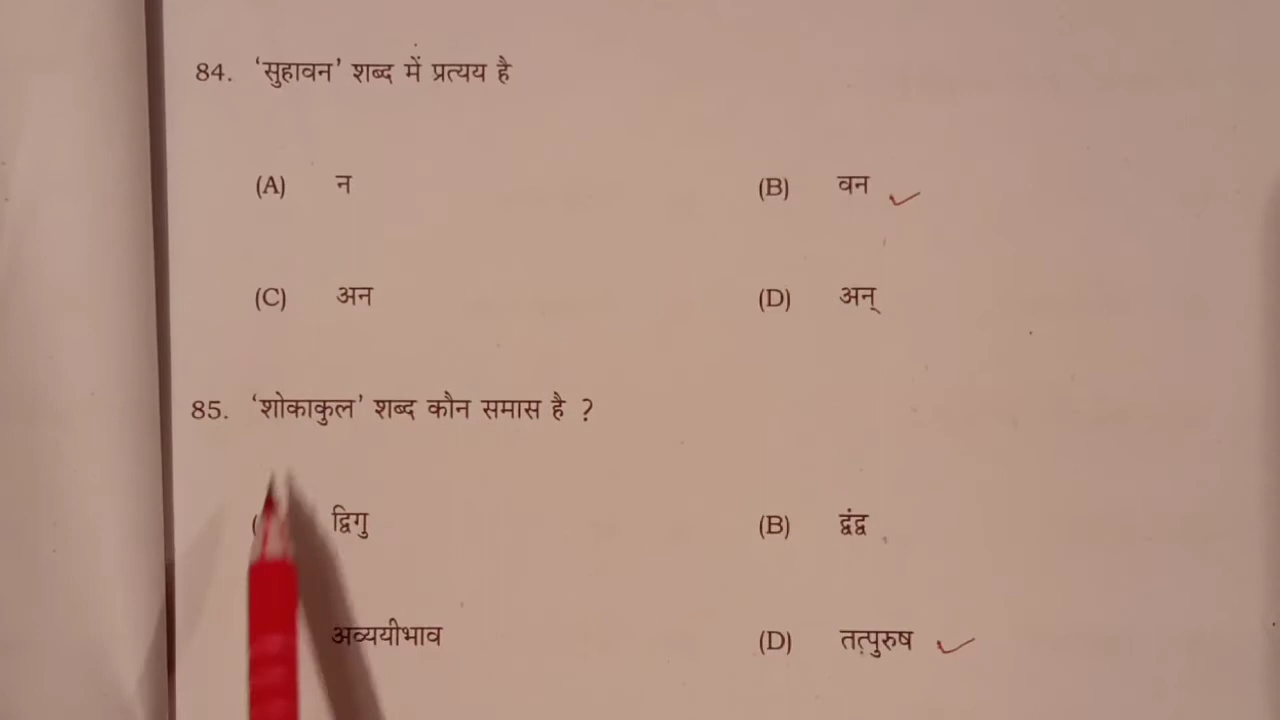 84. 'सुहावन' शब्द में प्रत्यय है
(A) न (B) वन
(C) अन (D) अन्
85. 'शोकाकुल' शब्द कौन समास है ?
( द्विगु (B) द्वंद्व
अव्ययीभाव (D) तत्पुरुष